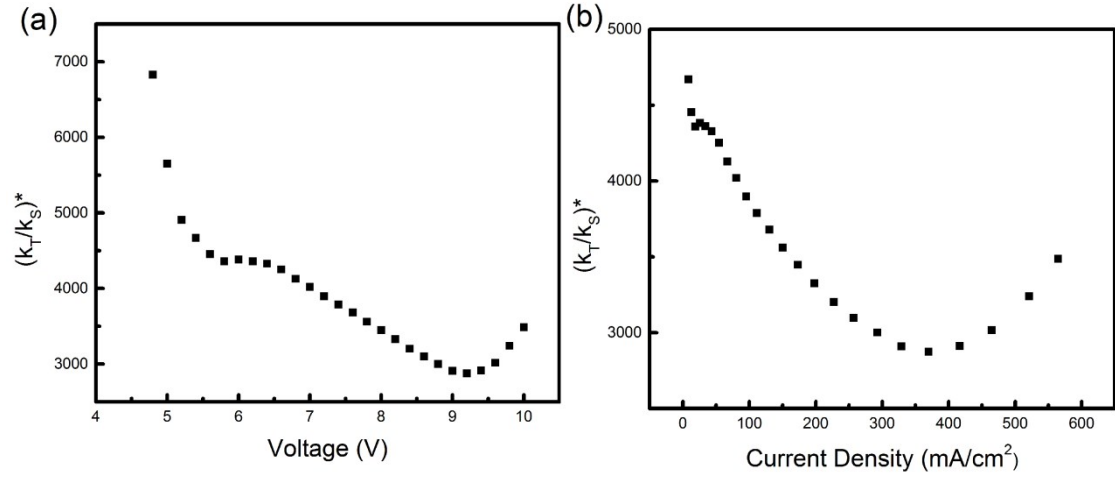 (a)
7000
6000
5000
4000
3000
(k_T/k_S)*
4 5 6 7 8 9 10
Voltage (V)
(b)
5000
4000
3000
(k_T/k_S)*
0 100 200 300 400 500 600
Current Density (mA/cm²)